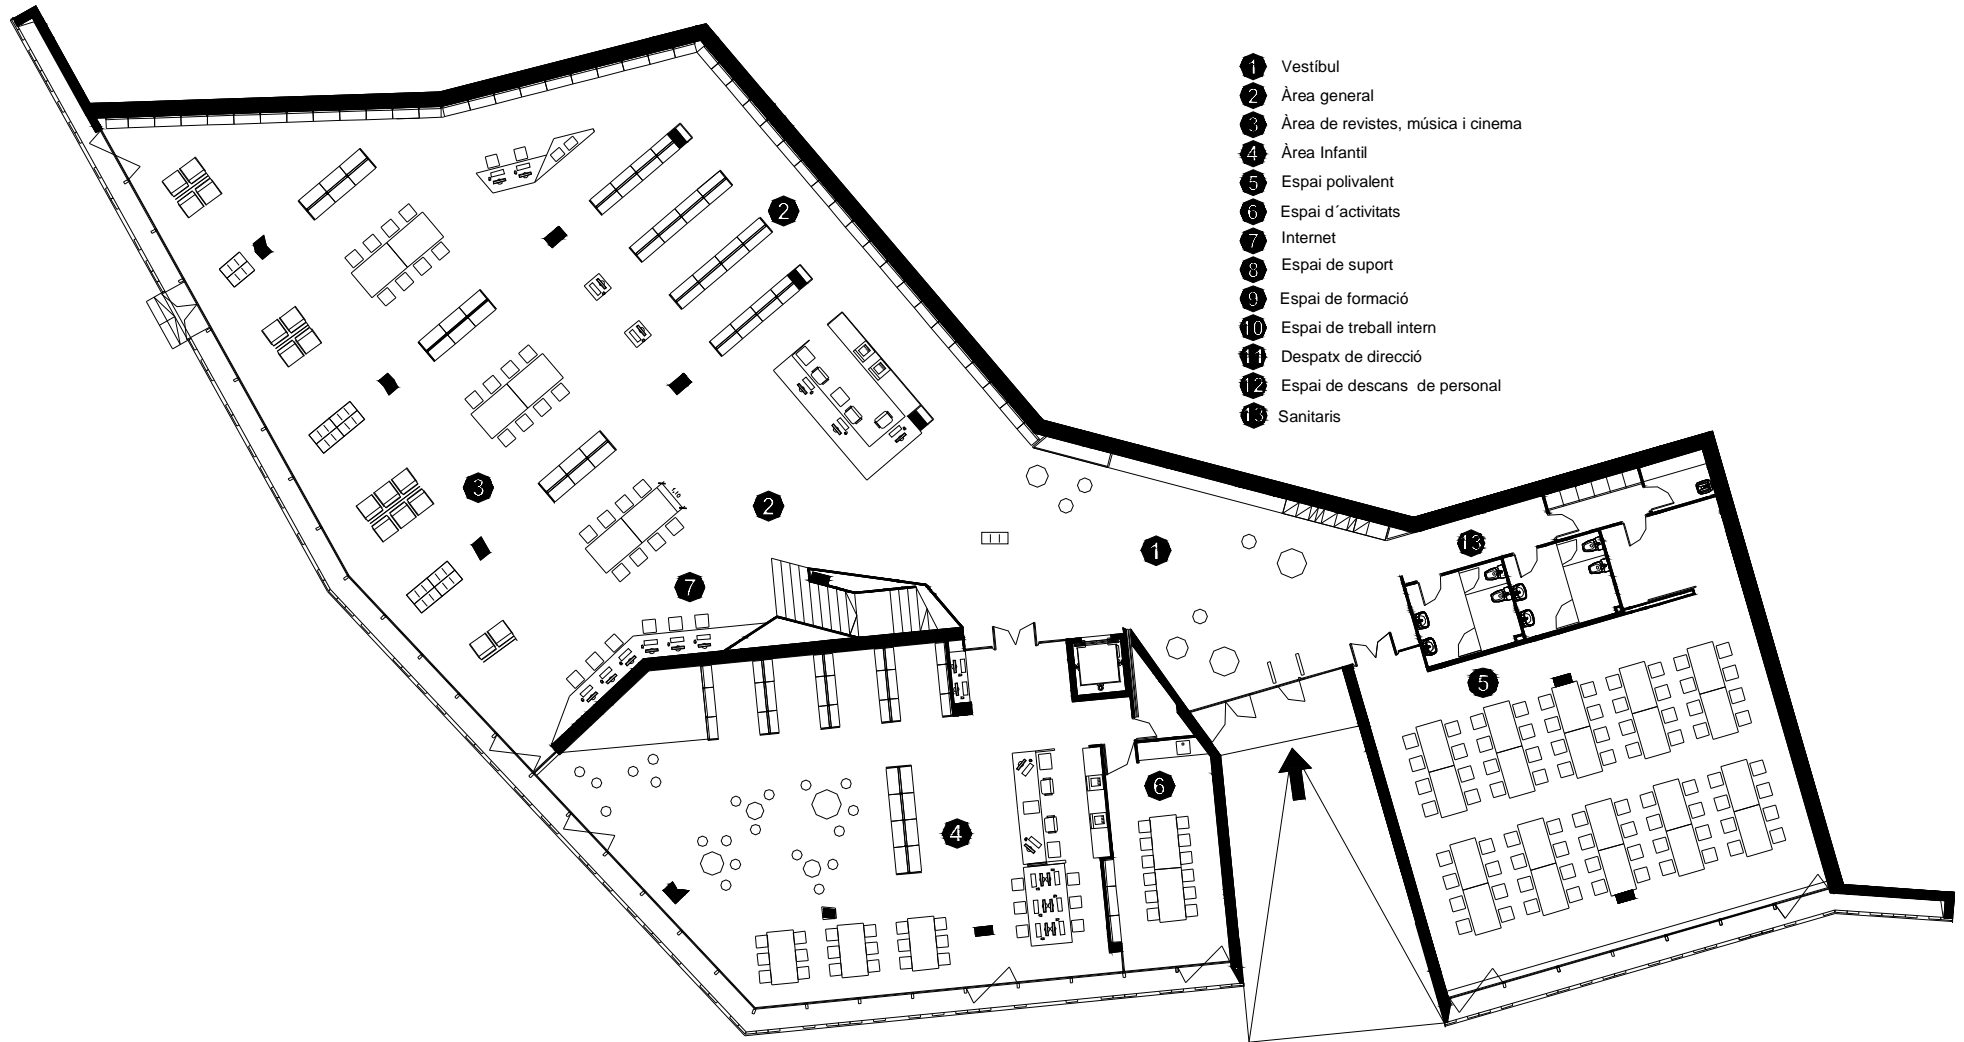 1 Vestíbul
2 Àrea general
3 Àrea de revistes, música i cinema
4 Àrea Infantil
5 Espai polivalent
6 Espai d´activitats
7 Internet
8 Espai de suport
9 Espai de formació
10 Espai de treball intern
11 Despatx de direcció
12 Espai de descans de personal
13 Sanitaris
2
3
2
1
13
7
5
6
4